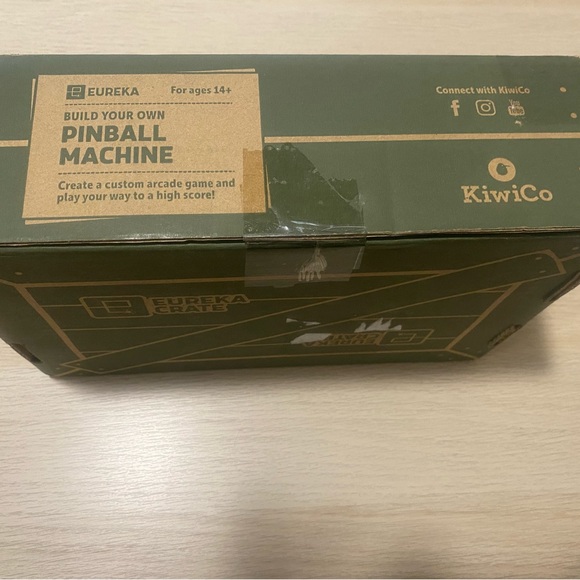 EUREKA
For ages 14+
BUILD YOUR OWN
PINBALL
MACHINE
Create a custom arcade game and
play your way to a high score!
Connect with KiwiCo
KiwiCo
EUREKA
CRATE